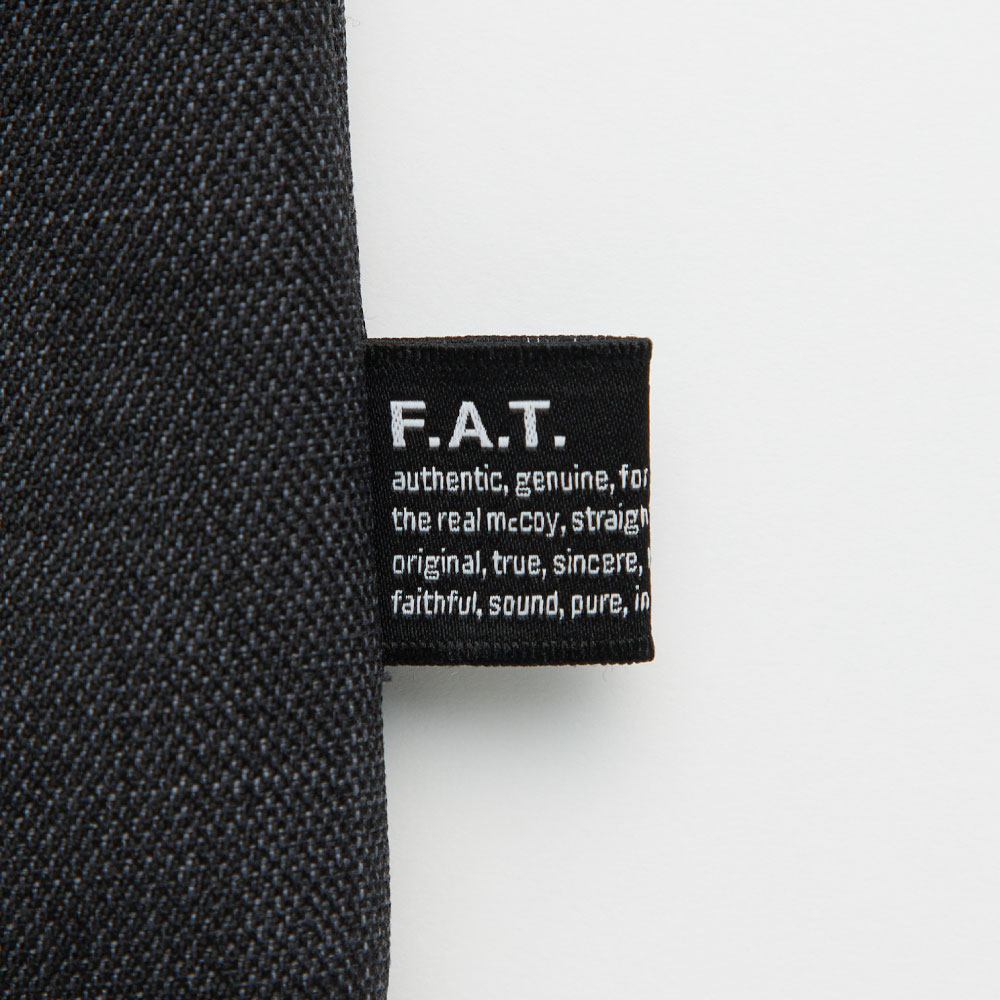 F.A.T.
authentic, genuine, for
the real mccoy, straigh
original, true, sincere,
faithful, sound, pure, in